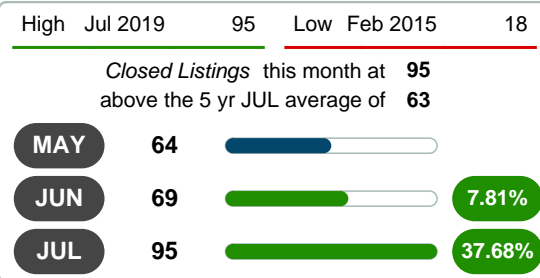 High Jul 2019 95 Low Feb 2015 18
Closed Listings this month at 95
above the 5 yr JUL average of 63
MAY 64
JUN 69 7.81%
JUL 95 37.68%